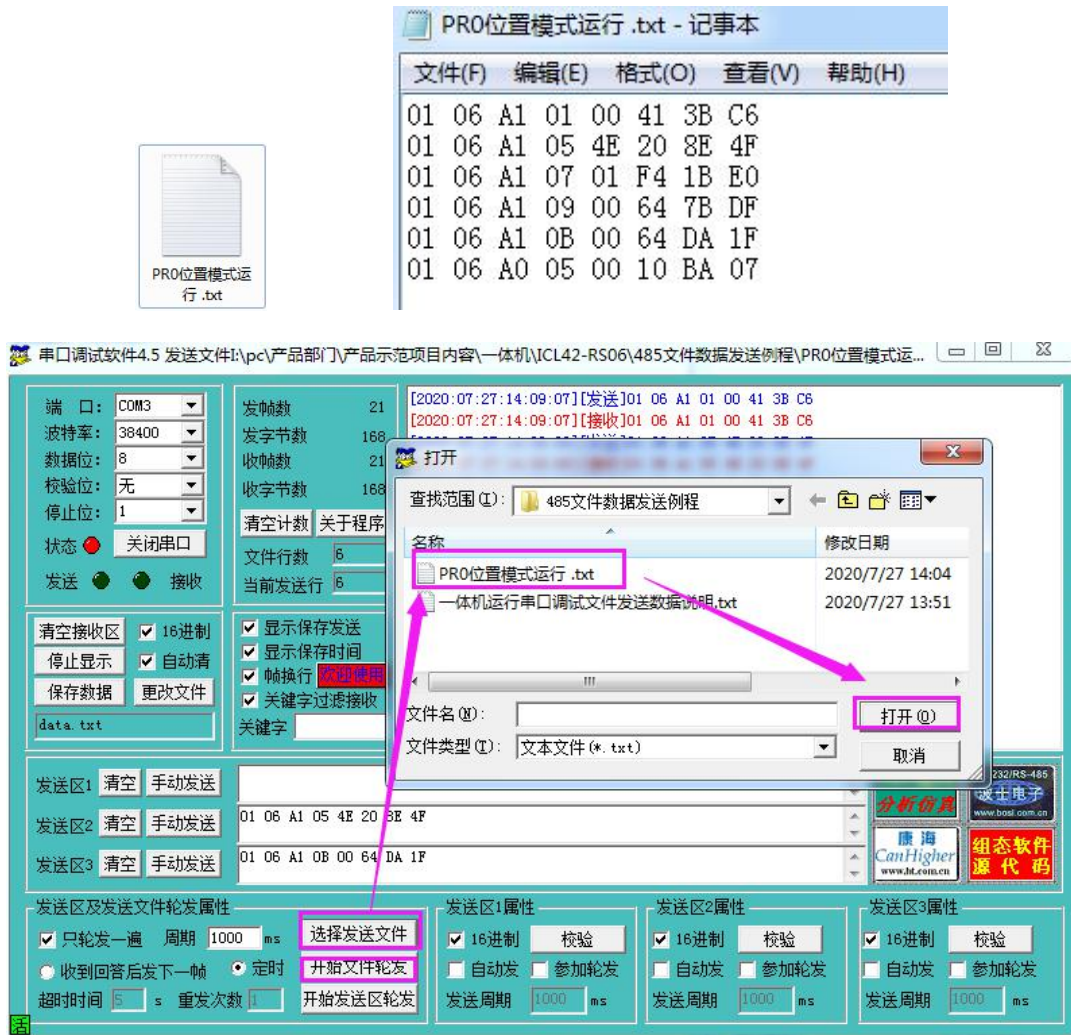 PR0位置模式运行 .txt - 记事本
文件(F) 编辑(E) 格式(O) 查看(V) 帮助(H)
01 06 A1 01 00 41 3B C6
01 06 A1 05 4E 20 8E 4F
01 06 A1 07 01 F4 1B E0
01 06 A1 09 00 64 7B DF
01 06 A1 0B 00 64 DA 1F
01 06 A0 05 00 10 BA 07
PR0位置模式运
行 .txt
串口调试软件4.5 发送文件I:\pc\产品部门\产品示范项目内容\一体机\ICL42-RS06\485文件数据发送例程\PR0位置模式运...
端 口: COM3
波特率: 38400
数据位: 8
校验位: 无
停止位: 1
状态 关闭串口
发送 接收
发帧数 21
发字节数 168
收帧数 21
收字节数 168
清空计数 关于程序
文件行数 6
当前发送行 6
[2020:07:27:14:09:07][发送]01 06 A1 01 00 41 3B C6
[2020:07:27:14:09:07][接收]01 06 A1 01 00 41 3B C6
打开
查找范围(I): 485文件数据发送例程
名称 修改日期
PR0位置模式运行 .txt 2020/7/27 14:04
一体机运行串口调试文件发送数据说明.txt 2020/7/27 13:51
文件名(N): 打开(O)
文件类型(T): 文本文件(*.txt) 取消
清空接收区 16进制
停止显示 自动清
保存数据 更改文件
data.txt
显示保存发送
显示保存时间
帧换行 欢迎使用
关键字过滤接收
关键字
发送区1 清空 手动发送
发送区2 清空 手动发送 01 06 A1 05 4E 20 8E 4F
发送区3 清空 手动发送 01 06 A1 0B 00 64 DA 1F
分析仿真
232/RS-485
波士电子
www.bosi.com.cn
康海
CanHigher
www.ht.com.cn
组态软件
源代码
发送区及发送文件轮发属性
只轮发一遍 周期 1000 ms 选择发送文件
收到回答后发下一帧 定时 开始文件轮发
超时时间 5 s 重发次数 1 开始发送区轮发
发送区1属性
16进制 校验
自动发 参加轮发
发送周期 1000 ms
发送区2属性
16进制 校验
自动发 参加轮发
发送周期 1000 ms
发送区3属性
16进制 校验
自动发 参加轮发
发送周期 1000 ms
活